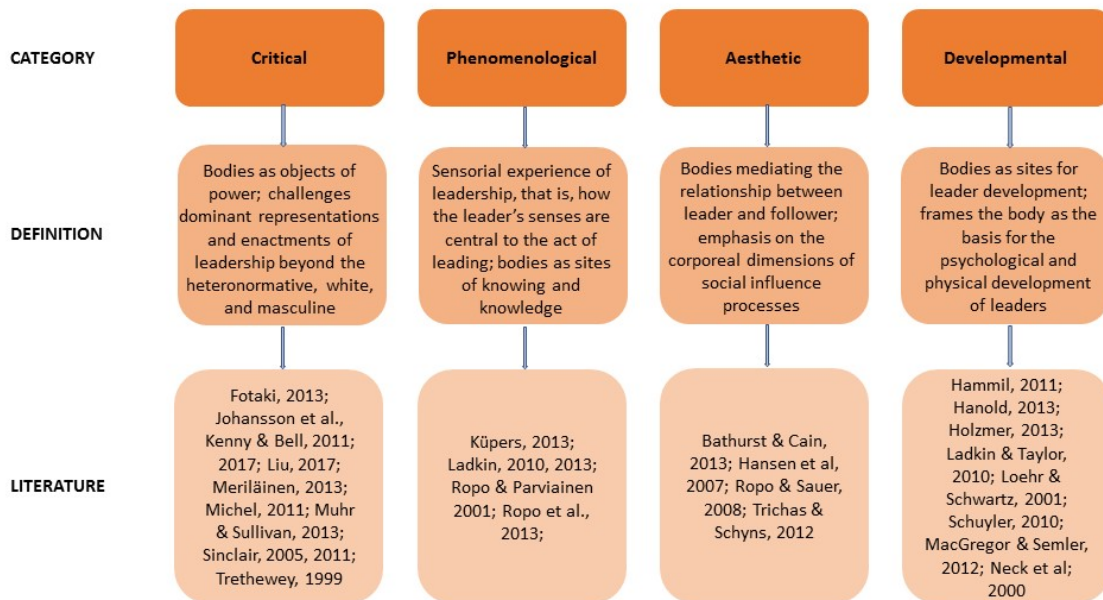 CATEGORY
Critical
Phenomenological
Aesthetic
Developmental
DEFINITION
Bodies as objects of
power; challenges
dominant representations
and enactments of
leadership beyond the
heteronormative, white,
and masculine
Sensorial experience of
leadership, that is, how
the leader's senses are
central to the act of
leading; bodies as sites
of knowing and
knowledge
Bodies mediating the
relationship between
leader and follower;
emphasis on the
corporeal dimensions of
social influence
processes
Bodies as sites for
leader development;
frames the body as the
basis for the
psychological and
physical development
of leaders
LITERATURE
Fotaki, 2013;
Johansson et al.,
Kenny & Bell, 2011;
2017; Liu, 2017;
Meriläinen, 2013;
Michel, 2011; Muhr
& Sullivan, 2013;
Sinclair, 2005, 2011;
Trethewey, 1999
Küpers, 2013;
Ladkin, 2010, 2013;
Ropo & Parviainen
2001; Ropo et al.,
2013;
Bathurst & Cain,
2013; Hansen et al,
2007; Ropo & Sauer,
2008; Trichas &
Schyns, 2012
Hammil, 2011;
Hanold, 2013;
Holzmer, 2013;
Ladkin & Taylor,
2010; Loehr &
Schwartz, 2001;
Schuyler, 2010;
MacGregor & Semler,
2012; Neck et al;
2000